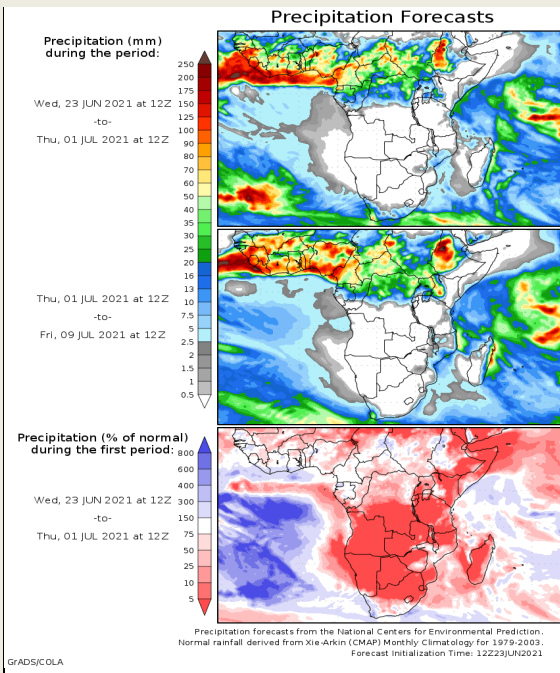 Precipitation Forecasts
Precipitation (mm)
during the period:
Wed, 23 JUN 2021 at 12Z
-to-
Thu, 01 JUL 2021 at 12Z
250
200
175
150
125
100
90
80
70
60
50
40
35
30
25
20
16
13
10
7.5
5
2.5
2
1.5
1
0.5
Thu, 01 JUL 2021 at 12Z
-to-
Fri, 09 JUL 2021 at 12Z
Precipitation (% of normal)
during the first period:
Wed, 23 JUN 2021 at 12Z
-to-
Thu, 01 JUL 2021 at 12Z
800
600
400
300
150
75
50
25
10
5
Precipitation forecasts from the National Centers for Environmental Prediction.
Normal rainfall derived from Xie-Arkin (CMAP) Monthly Climatology for 1979-2003.
Forecast Initialization Time: 12Z23JUN2021
GrADS/COLA